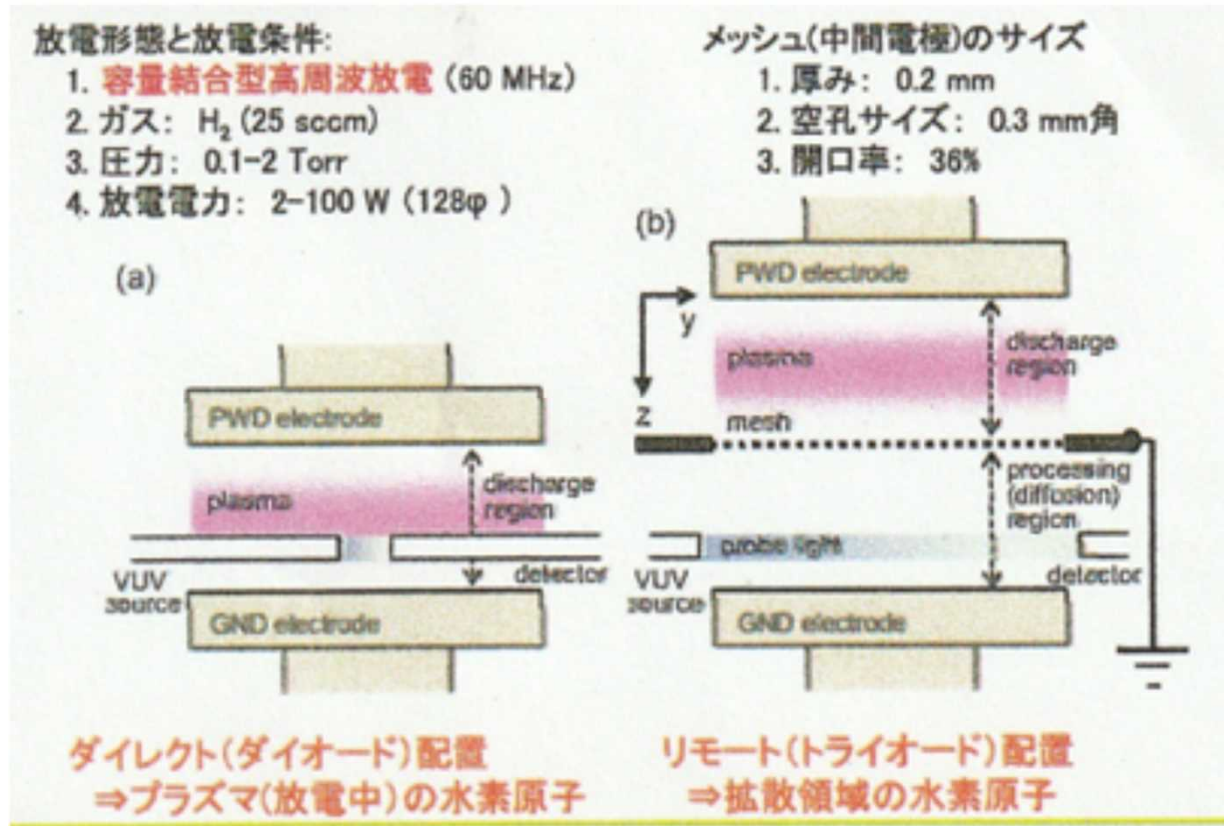 放電形態と放電条件:
1. 容量結合型高周波放電 (60 MHz)
2. ガス: H₂ (25 sccm)
3. 圧力: 0.1-2 Torr
4. 放電電力: 2-100 W (128φ )
メッシュ(中間電極)のサイズ
1. 厚み: 0.2 mm
2. 空孔サイズ: 0.3 mm角
3. 開口率: 36%
(a)
PWD electrode
plasma
discharge
region
VUV
source
detector
GND electrode
(b)
PWD electrode
y
z
plasma
discharge
region
mesh
processing
(diffusion)
region
probe light
VUV
source
detector
GND electrode
ダイレクト(ダイオード)配置
⇒プラズマ(放電中)の水素原子
リモート(トライオード)配置
⇒拡散領域の水素原子